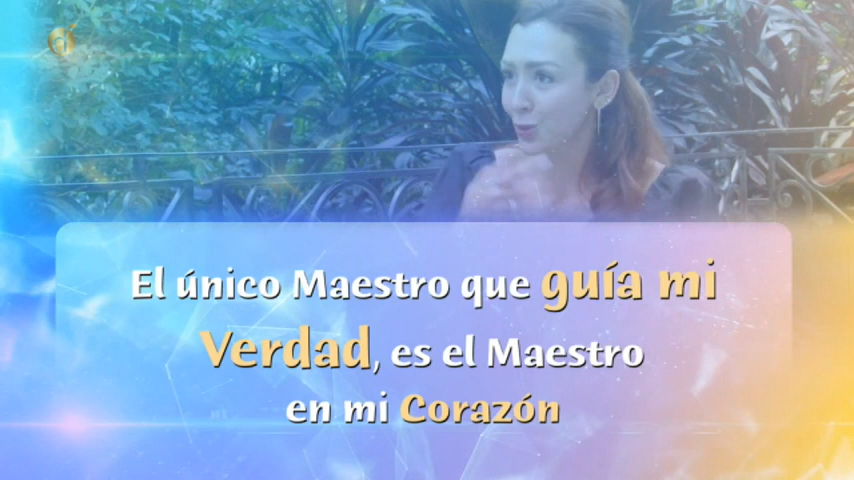 El único Maestro que guía mi
Verdad, es el Maestro
en mi Corazón